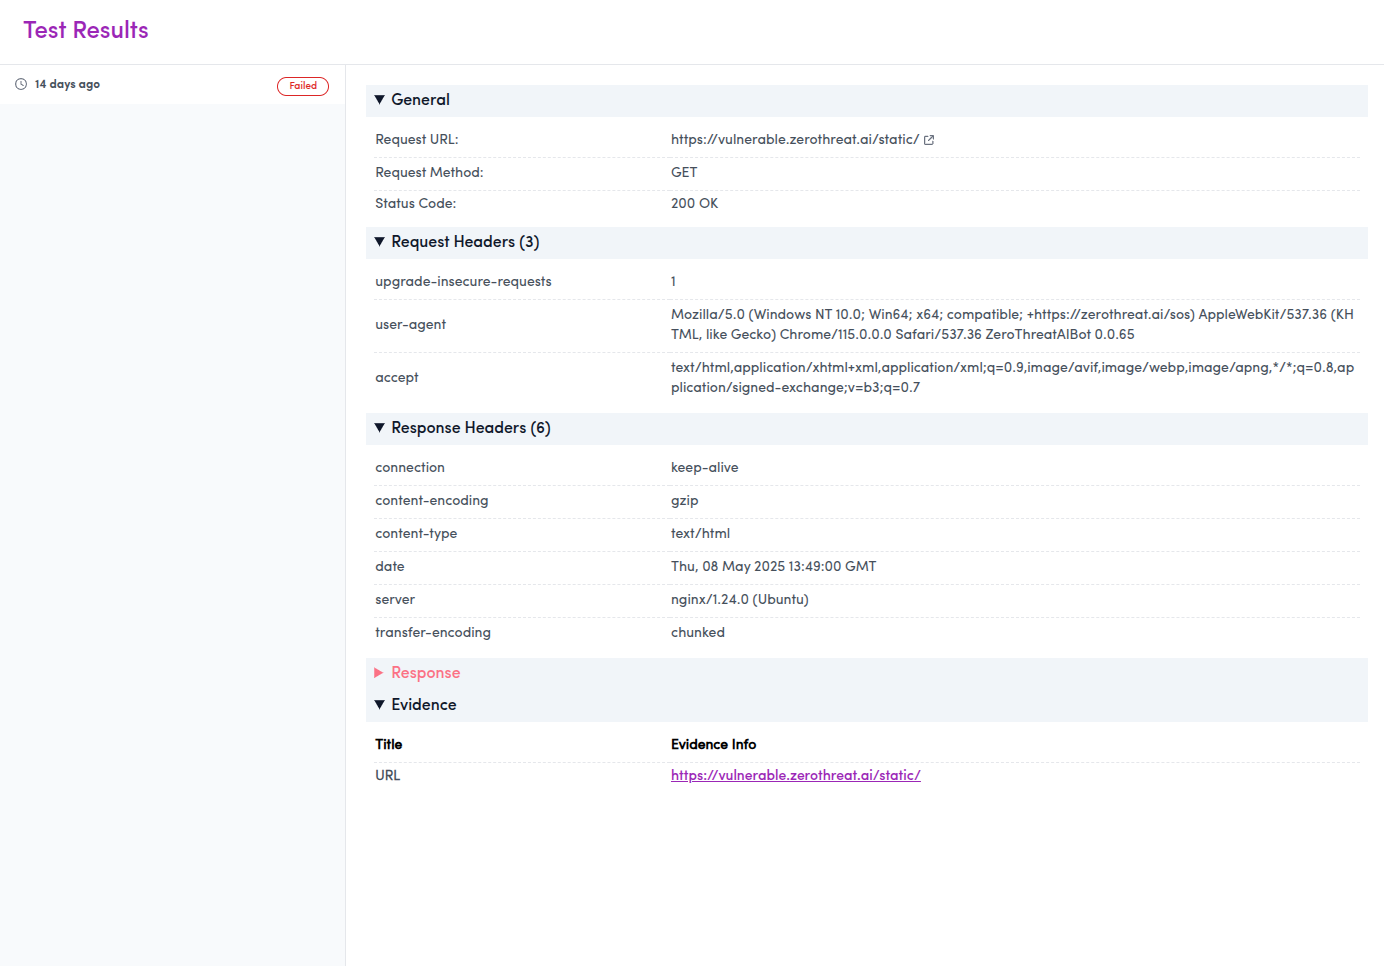 Test Results
14 days ago
Failed
General
Request URL: https://vulnerable.zerothreat.ai/static/
Request Method: GET
Status Code: 200 OK
Request Headers (3)
upgrade-insecure-requests 1
user-agent Mozilla/5.0 (Windows NT 10.0; Win64; x64; compatible; +https://zerothreat.ai/sos) AppleWebKit/537.36 (KH
TML, like Gecko) Chrome/115.0.0.0 Safari/537.36 ZeroThreatAIBot 0.0.65
accept text/html,application/xhtml+xml,application/xml;q=0.9,image/avif,image/webp,image/apng,*/*;q=0.8,ap
plication/signed-exchange;v=b3;q=0.7
Response Headers (6)
connection keep-alive
content-encoding gzip
content-type text/html
date Thu, 08 May 2025 13:49:00 GMT
server nginx/1.24.0 (Ubuntu)
transfer-encoding chunked
Response
Evidence
Title Evidence Info
URL https://vulnerable.zerothreat.ai/static/